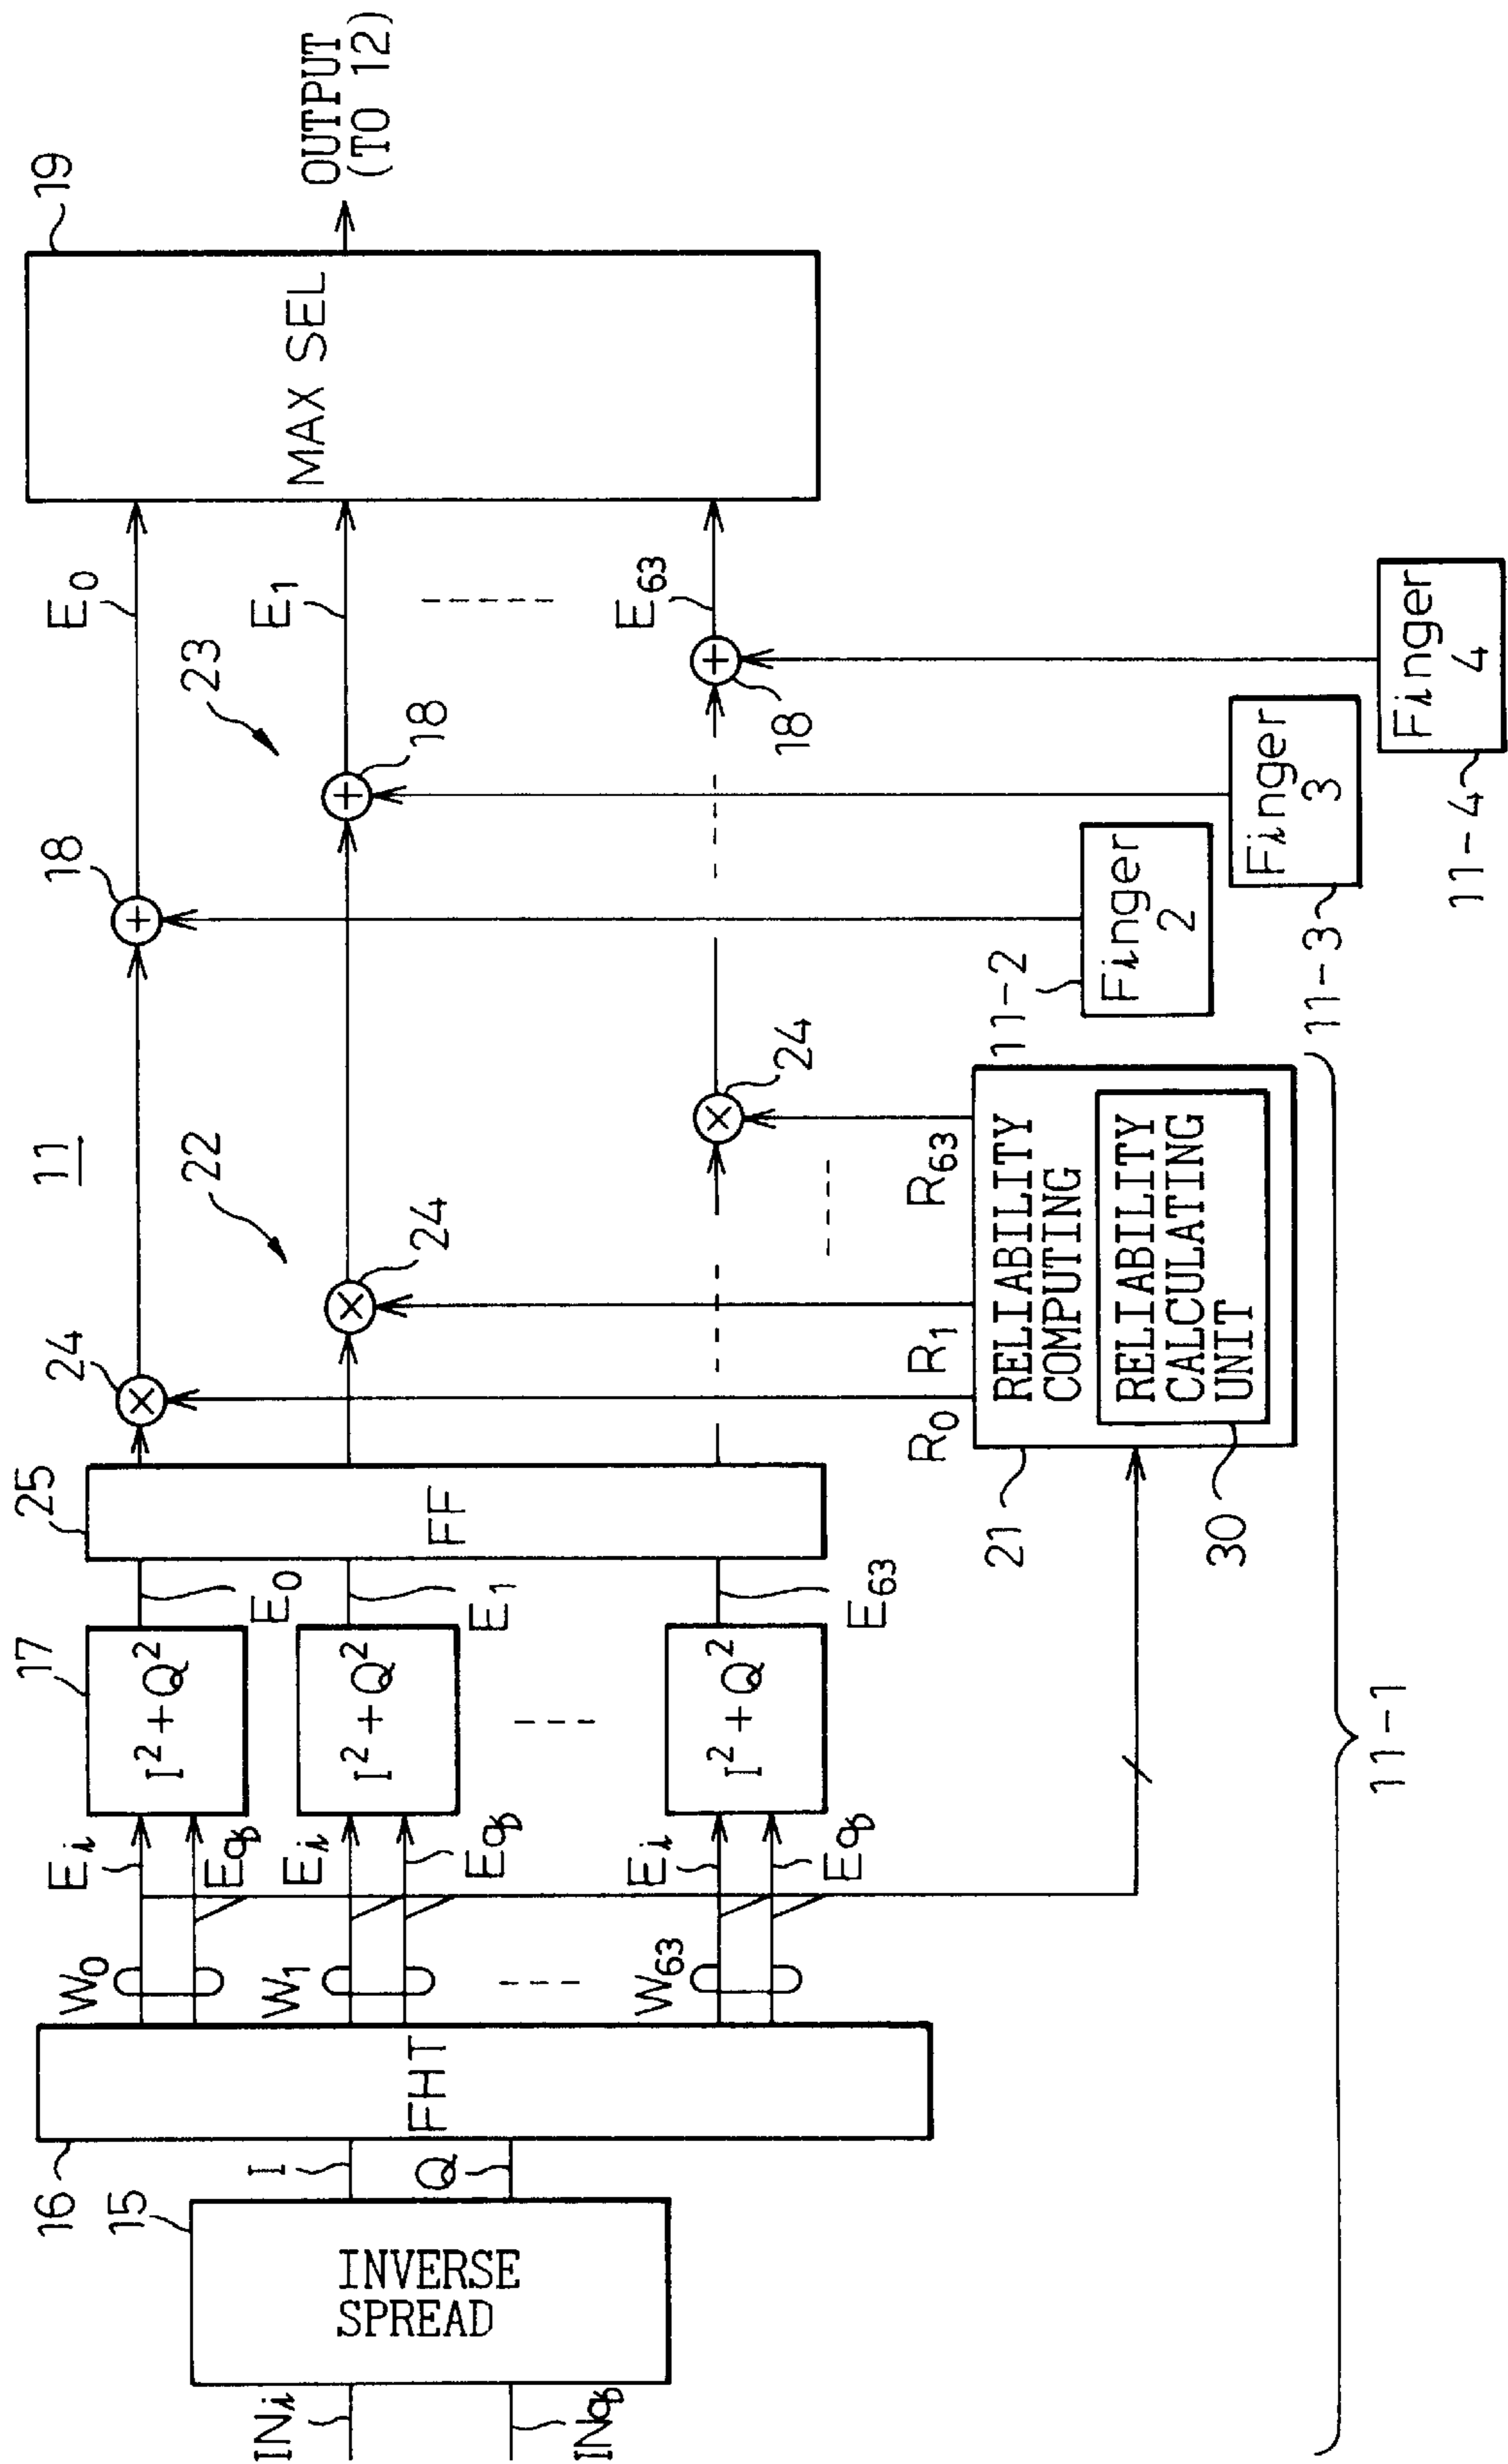 11
INi
INq
15
INVERSE
SPREAD
I
Q
16
FHT
W0
W1
W63
Ei
Eq
Ei
Eq
Ei
Eq
17
I²+Q²
I²+Q²
I²+Q²
E0
E1
E63
25
FF
24
24
24
22
R0
R1
R63
21
RELIABILITY
COMPUTING
30
RELIABILITY
CALCULATING
UNIT
18
18
18
23
11-2
Finger
2
11-3
Finger
3
11-4
Finger
4
E0
E1
E63
19
MAX SEL
OUTPUT
(TO 12)
11-1